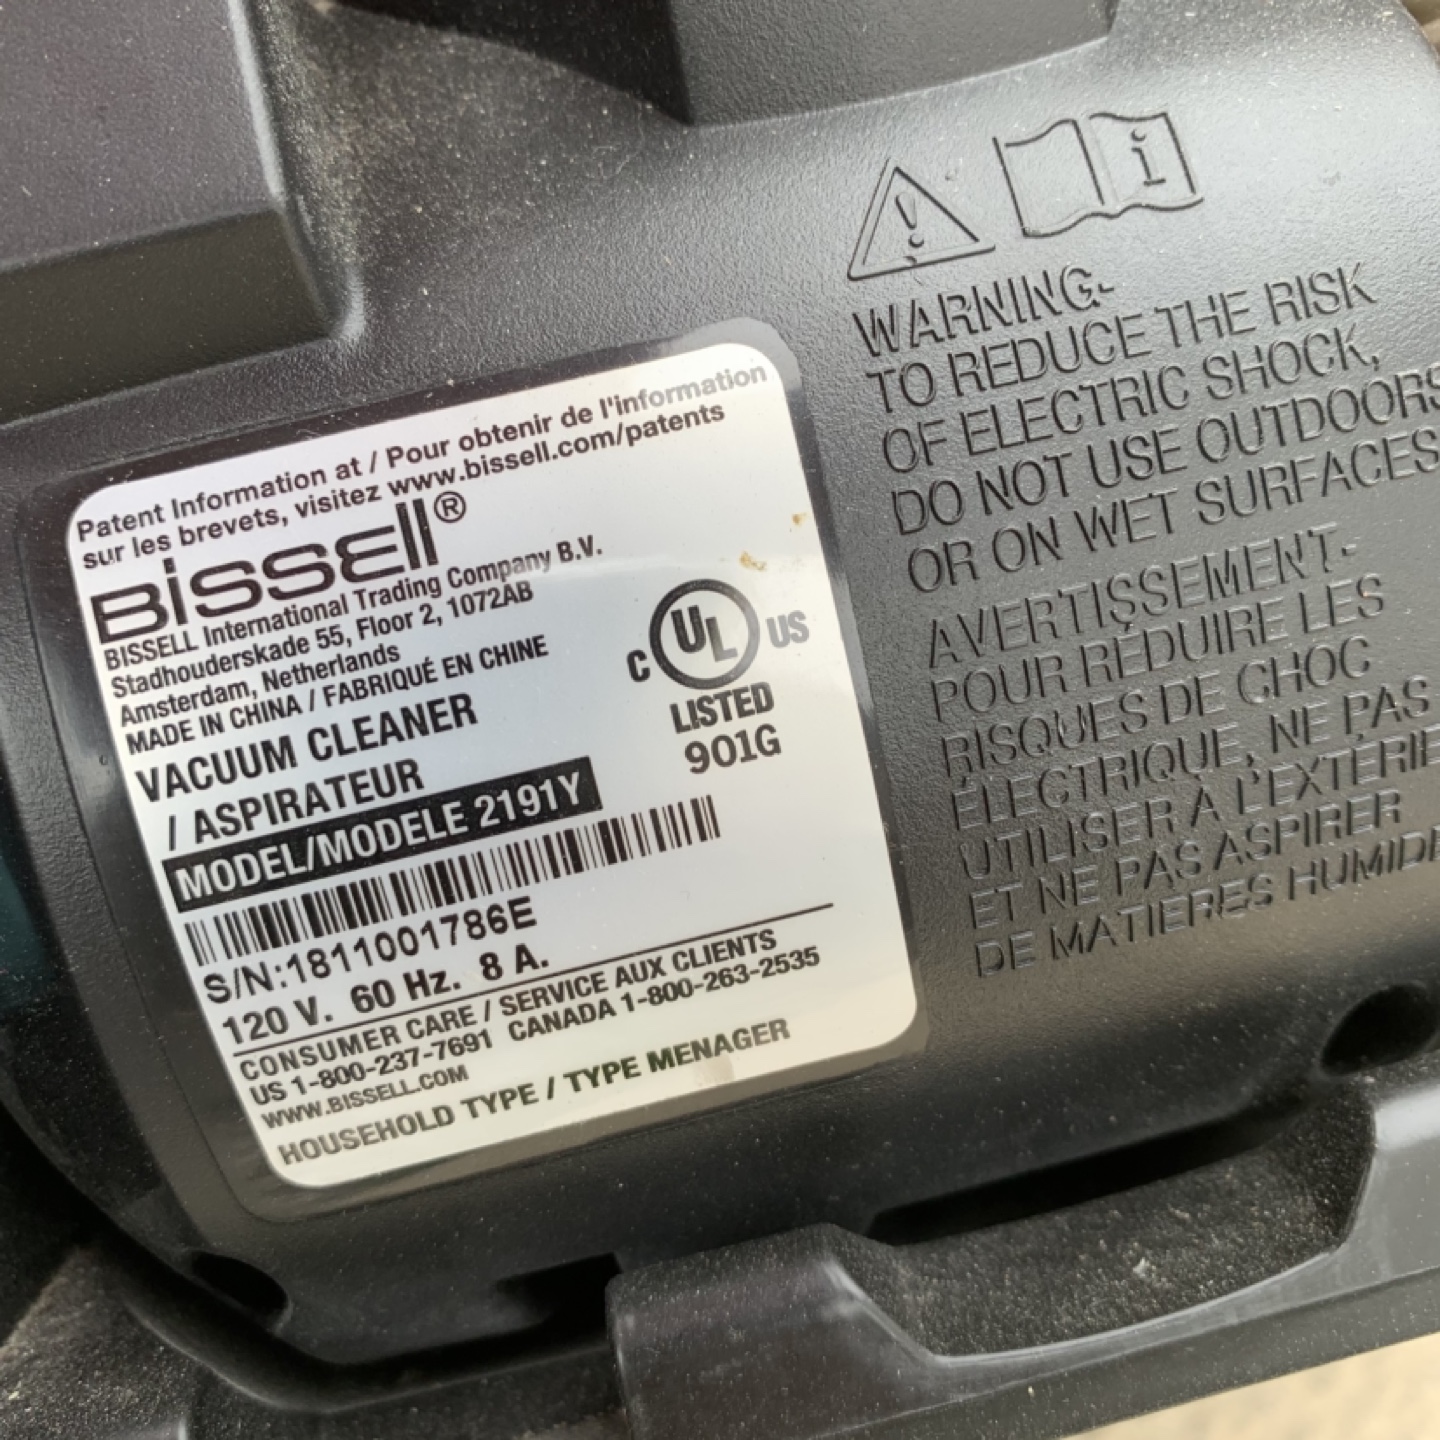 Patent Information at / Pour obtenir de l'information
sur les brevets, visitez www.bissell.com/patents
BISSELL®
BISSELL International Trading Company B.V.
Stadhouderskade 55, Floor 2, 1072AB
Amsterdam, Netherlands
MADE IN CHINA / FABRIQUÉ EN CHINE
VACUUM CLEANER
/ ASPIRATEUR
MODEL/MODELE 2191Y
C UL US
LISTED
901G
S/N:1811001786E
120 V. 60 Hz. 8 A.
CONSUMER CARE / SERVICE AUX CLIENTS
US 1-800-237-7691 CANADA 1-800-263-2535
WWW.BISSELL.COM
HOUSEHOLD TYPE / TYPE MENAGER
! i
WARNING-
TO REDUCE THE RISK
OF ELECTRIC SHOCK,
DO NOT USE OUTDOORS
OR ON WET SURFACES
AVERTISSEMENT-
POUR RÉDUIRE LES
RISQUES DE CHOC
ÉLECTRIQUE, NE PAS
UTILISER À L'EXTÉRIE
ET NE PAS ASPIRER
DE MATIERES HUMIDE